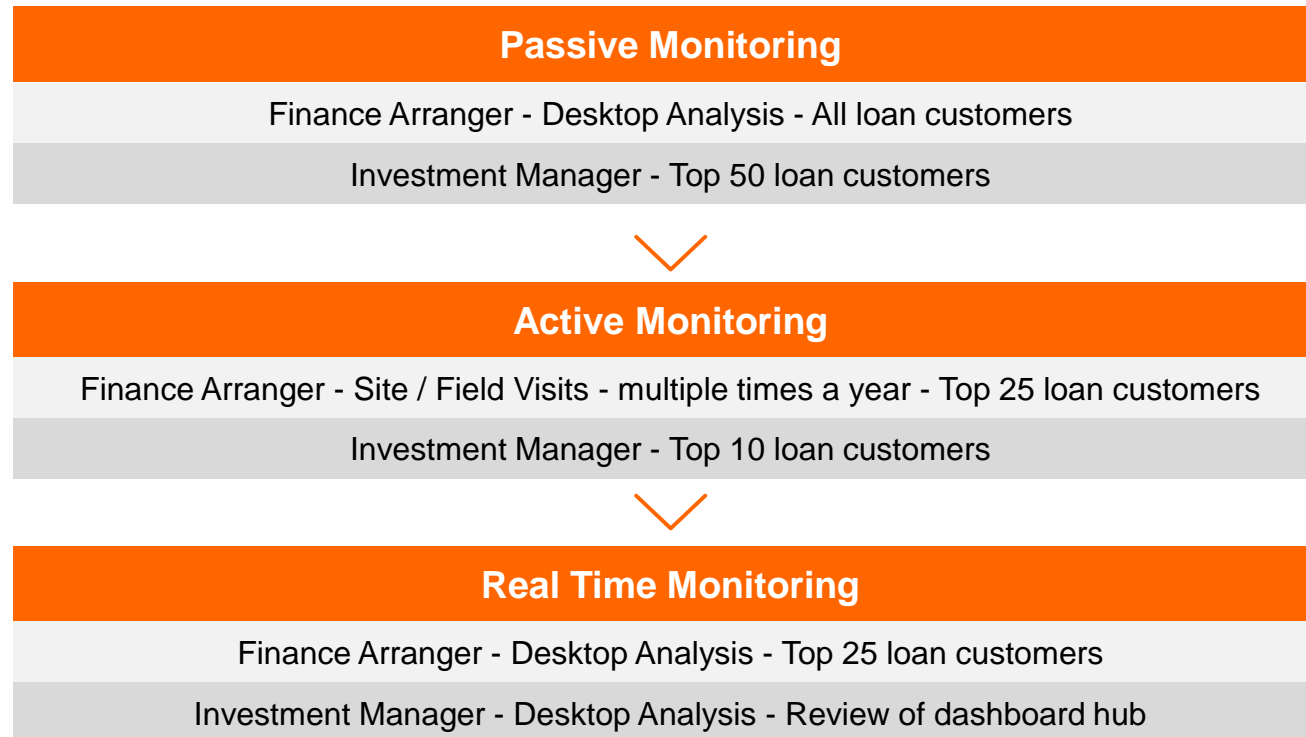 Passive Monitoring
Finance Arranger - Desktop Analysis - All loan customers
Investment Manager - Top 50 loan customers
Active Monitoring
Finance Arranger - Site / Field Visits - multiple times a year - Top 25 loan customers
Investment Manager - Top 10 loan customers
Real Time Monitoring
Finance Arranger - Desktop Analysis - Top 25 loan customers
Investment Manager - Desktop Analysis - Review of dashboard hub